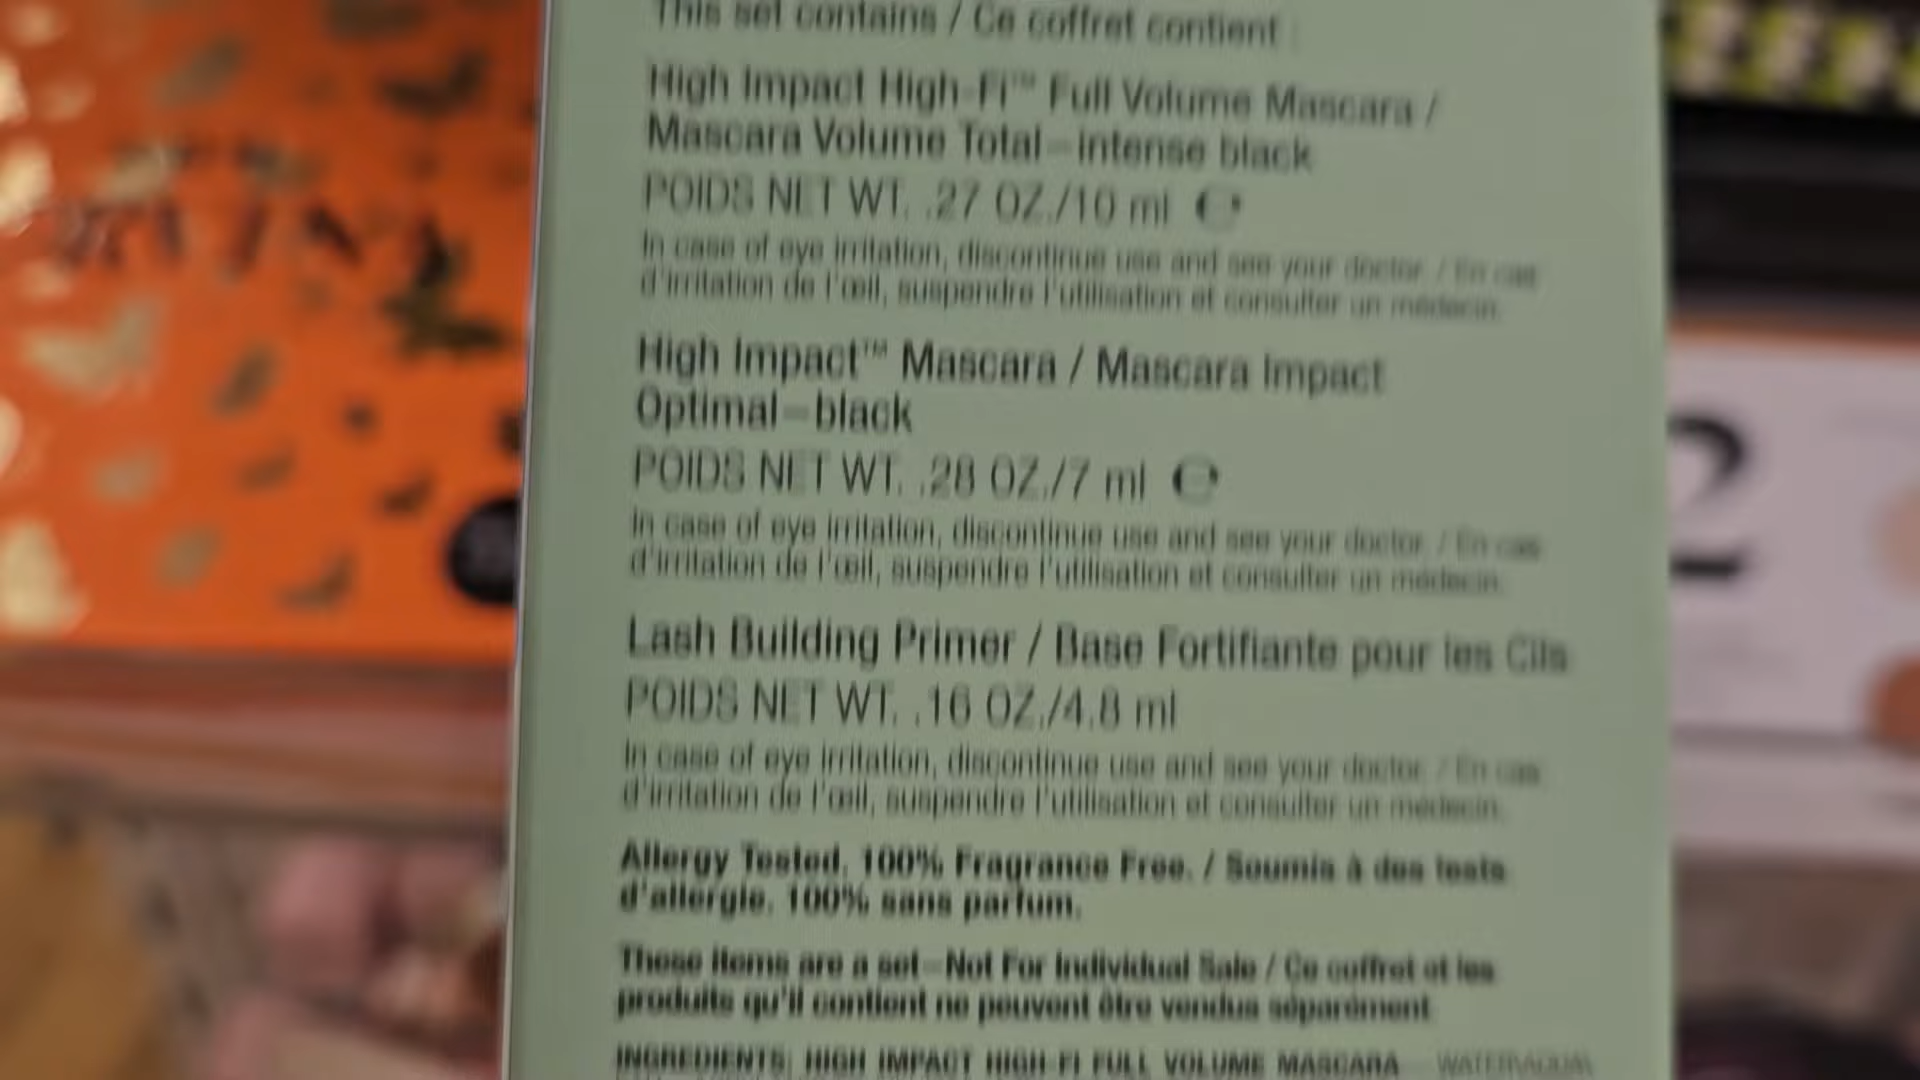 This set contains / Ce coffret contient :
High Impact High-Fi™ Full Volume Mascara /
Mascara Volume Total–intense black
POIDS NET WT. .27 OZ./10 ml ℮
In case of eye irritation, discontinue use and see your doctor. / En cas
d'irritation de l'œil, suspendre l'utilisation et consulter un médecin.
High Impact™ Mascara / Mascara Impact
Optimal–black
POIDS NET WT. .28 OZ./7 ml ℮
In case of eye irritation, discontinue use and see your doctor. / En cas
d'irritation de l'œil, suspendre l'utilisation et consulter un médecin.
Lash Building Primer / Base Fortifiante pour les Cils
POIDS NET WT. .16 OZ./4.8 ml
In case of eye irritation, discontinue use and see your doctor. / En cas
d'irritation de l'œil, suspendre l'utilisation et consulter un médecin.
Allergy Tested. 100% Fragrance Free. / Soumis à des tests
d'allergie. 100% sans parfum.
These items are a set–Not For Individual Sale / Ce coffret et les
produits qu'il contient ne peuvent être vendus séparément
INGREDIENTS: HIGH IMPACT HIGH-FI FULL VOLUME MASCARA
2